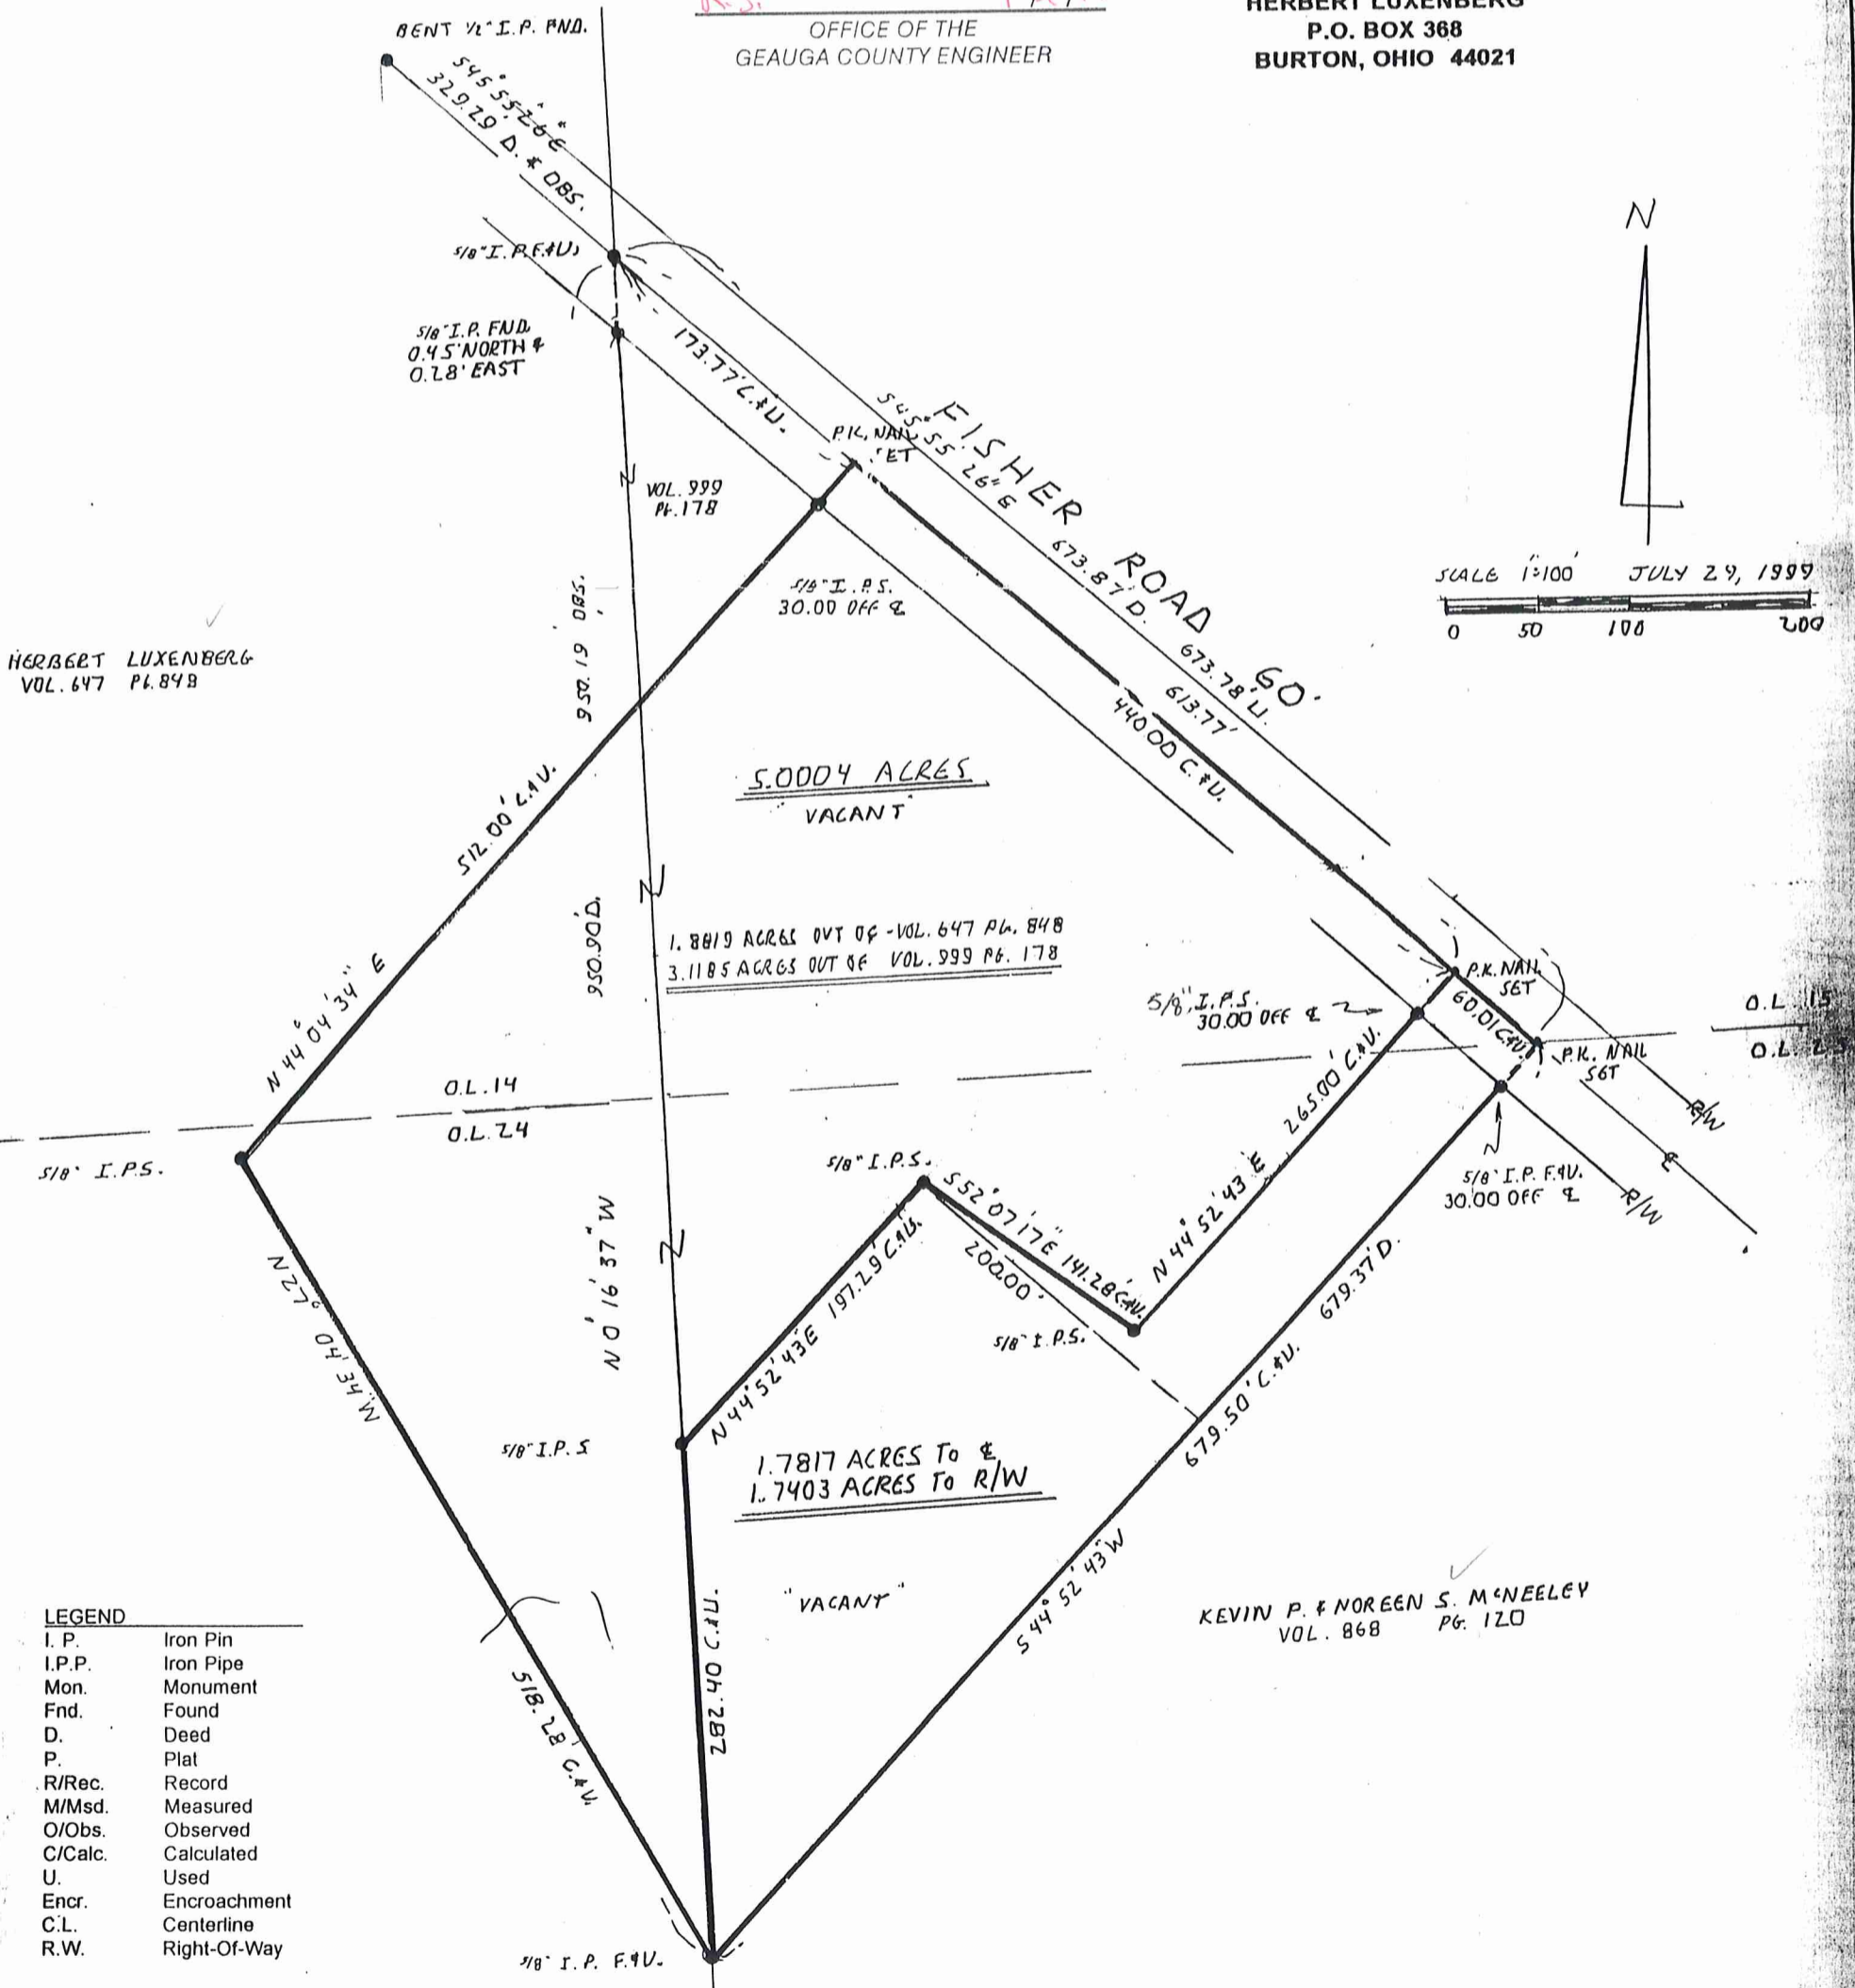 HERBERT LUXENBERG
P.O. BOX 368
BURTON, OHIO 44021
OFFICE OF THE
GEAUGA COUNTY ENGINEER
BENT 1/2" I.P. FND.
S45° 55' 26" E
329.29 D. & OBS.
5/8" I.P. F.&U.
5/8" I.P. FND.
0.45' NORTH &
0.28' EAST
173.77' C.&U.
P.K. NAIL
SET
VOL. 999
PG. 178
FISHER ROAD 60'
S45° 55' 26" E 673.87' D. 673.78' U.
613.77'
440.00 C.&U.
5/8" I.P.S.
30.00 OFF ℄
N
SCALE 1"=100' JULY 29, 1999
0 50 100 200
HERBERT LUXENBERG
VOL. 647 PG. 848
950.19' OBS.
950.90' D.
N 0° 16' 37" W
512.00' C.&U.
N 44° 04' 34" E
5.0004 ACRES
"VACANT"
1.8819 ACRES OUT OF - VOL. 647 PG. 848
3.1185 ACRES OUT OF VOL. 999 PG. 178
5/8" I.P.S.
30.00 OFF ℄
P.K. NAIL
SET
60.01 C.&U.
P.K. NAIL
SET
O.L. 15
O.L.
O.L. 14
O.L. 24
5/8" I.P.S.
5/8" I.P.S.
S52° 07' 17" E 141.28' C.&U.
200.00'
5/8" I.P.S.
N 44° 52' 43" E 265.00' C.&U.
R/W
℄
R/W
5/8" I.P. F.&U.
30.00 OFF ℄
N27° 04' 34" W
518.28' C.&U.
N44° 52' 43" E 197.29' C.&U.
5/8" I.P.S
679.37' D.
679.50' C.&U.
S 44° 52' 43" W
1.7817 ACRES TO ℄
1.7403 ACRES TO R/W
"VACANT"
282.40 C.&U.
KEVIN P. & NOREEN S. McNEELEY
VOL. 868 PG. 120
5/8" I.P. F.&U.
LEGEND
I. P. Iron Pin
I.P.P. Iron Pipe
Mon. Monument
Fnd. Found
D. Deed
P. Plat
R/Rec. Record
M/Msd. Measured
O/Obs. Observed
C/Calc. Calculated
U. Used
Encr. Encroachment
C.L. Centerline
R.W. Right-Of-Way